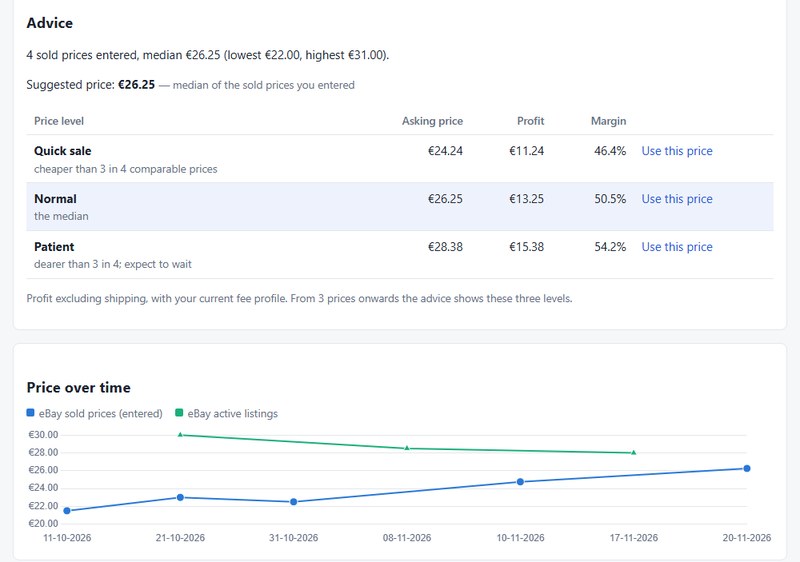 Advice
4 sold prices entered, median €26.25 (lowest €22.00, highest €31.00).
Suggested price: €26.25 — median of the sold prices you entered
Price level Asking price Profit Margin
Quick sale €24.24 €11.24 46.4% Use this price
cheaper than 3 in 4 comparable prices
Normal €26.25 €13.25 50.5% Use this price
the median
Patient €28.38 €15.38 54.2% Use this price
dearer than 3 in 4; expect to wait
Profit excluding shipping, with your current fee profile. From 3 prices onwards the advice shows these three levels.
Price over time
eBay sold prices (entered) eBay active listings
€30.00
€28.00
€26.00
€24.00
€22.00
€20.00
11-10-2026 21-10-2026 31-10-2026 08-11-2026 10-11-2026 17-11-2026 20-11-2026